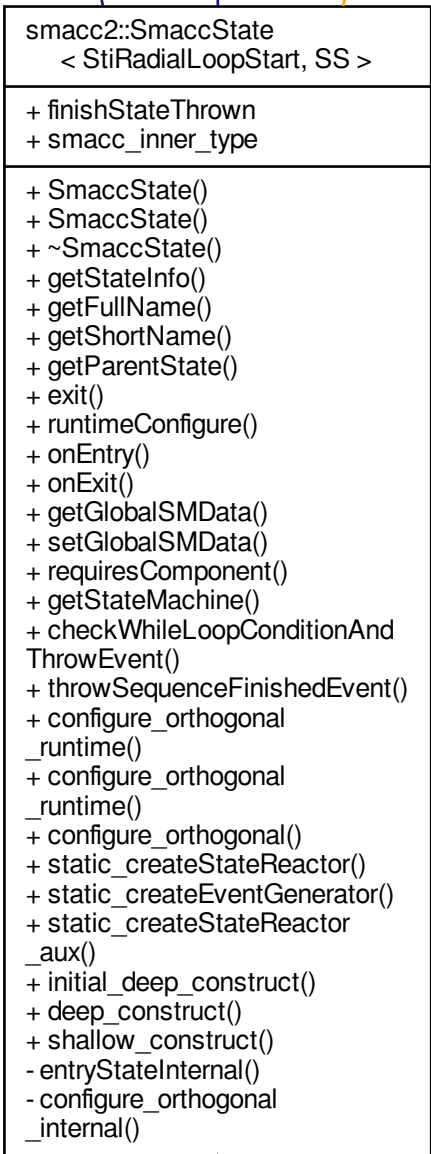 smacc2::SmaccState
< StiRadialLoopStart, SS >
+ finishStateThrown
+ smacc_inner_type
+ SmaccState()
+ SmaccState()
+ ~SmaccState()
+ getStateInfo()
+ getFullName()
+ getShortName()
+ getParentState()
+ exit()
+ runtimeConfigure()
+ onEntry()
+ onExit()
+ getGlobalSMData()
+ setGlobalSMData()
+ requiresComponent()
+ getStateMachine()
+ checkWhileLoopConditionAnd
ThrowEvent()
+ throwSequenceFinishedEvent()
+ configure_orthogonal
_runtime()
+ configure_orthogonal
_runtime()
+ configure_orthogonal()
+ static_createStateReactor()
+ static_createEventGenerator()
+ static_createStateReactor
_aux()
+ initial_deep_construct()
+ deep_construct()
+ shallow_construct()
- entryStateInternal()
- configure_orthogonal
_internal()